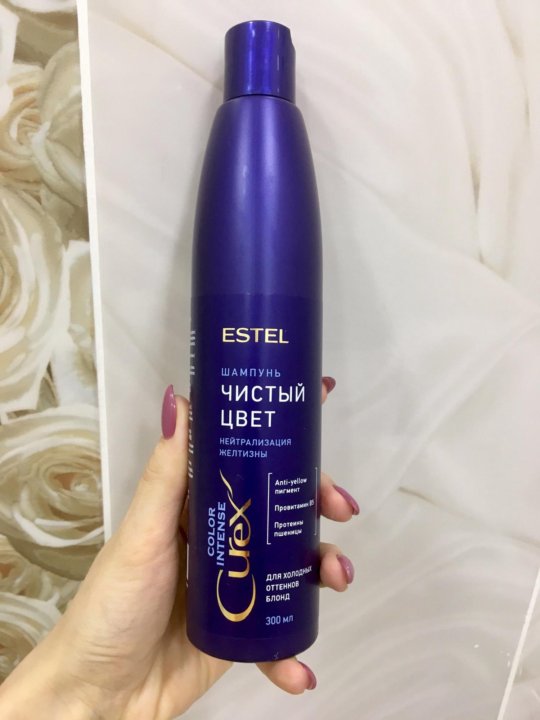 ESTEL
ШАМПУНЬ
ЧИСТЫЙ
ЦВЕТ
НЕЙТРАЛИЗАЦИЯ
ЖЕЛТИЗНЫ
Anti-yellow
пигмент
Провитамин B5
Протеины
пшеницы
COLOR
INTENSE
Curex
ДЛЯ ХОЛОДНЫХ
ОТТЕНКОВ
БЛОНД
300 МЛ